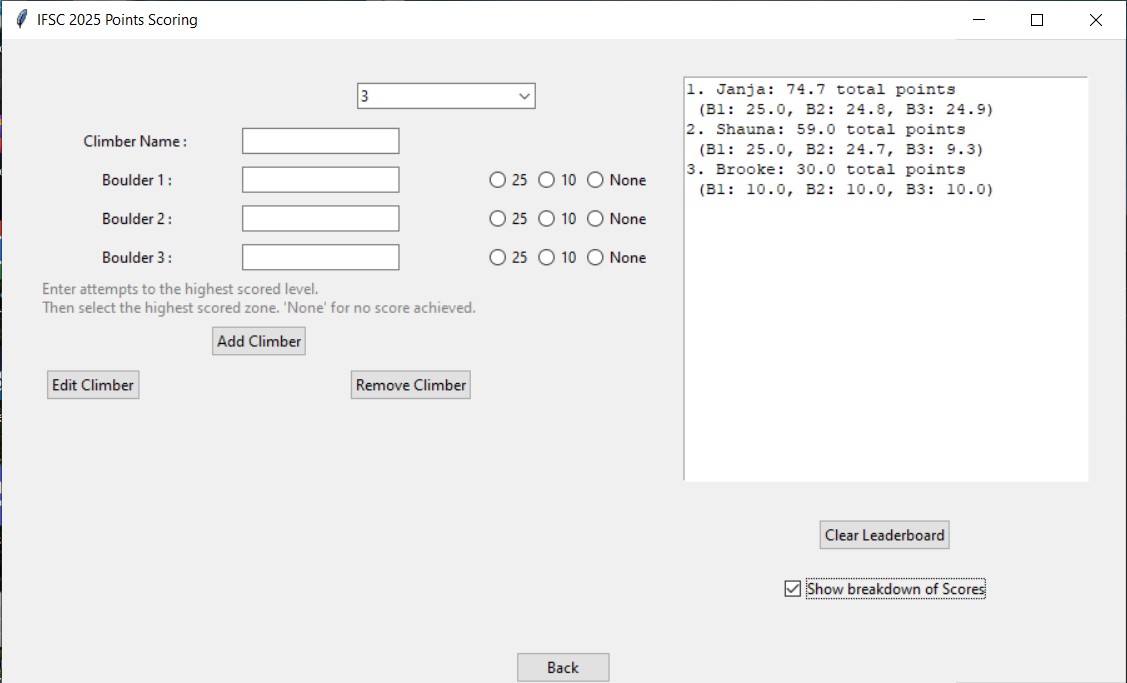 IFSC 2025 Points Scoring
3
Climber Name :
Boulder 1 :
25 10 None
Boulder 2 :
25 10 None
Boulder 3 :
25 10 None
Enter attempts to the highest scored level.
Then select the highest scored zone. 'None' for no score achieved.
Add Climber
Edit Climber
Remove Climber
1. Janja: 74.7 total points
(B1: 25.0, B2: 24.8, B3: 24.9)
2. Shauna: 59.0 total points
(B1: 25.0, B2: 24.7, B3: 9.3)
3. Brooke: 30.0 total points
(B1: 10.0, B2: 10.0, B3: 10.0)
Clear Leaderboard
Show breakdown of Scores
Back